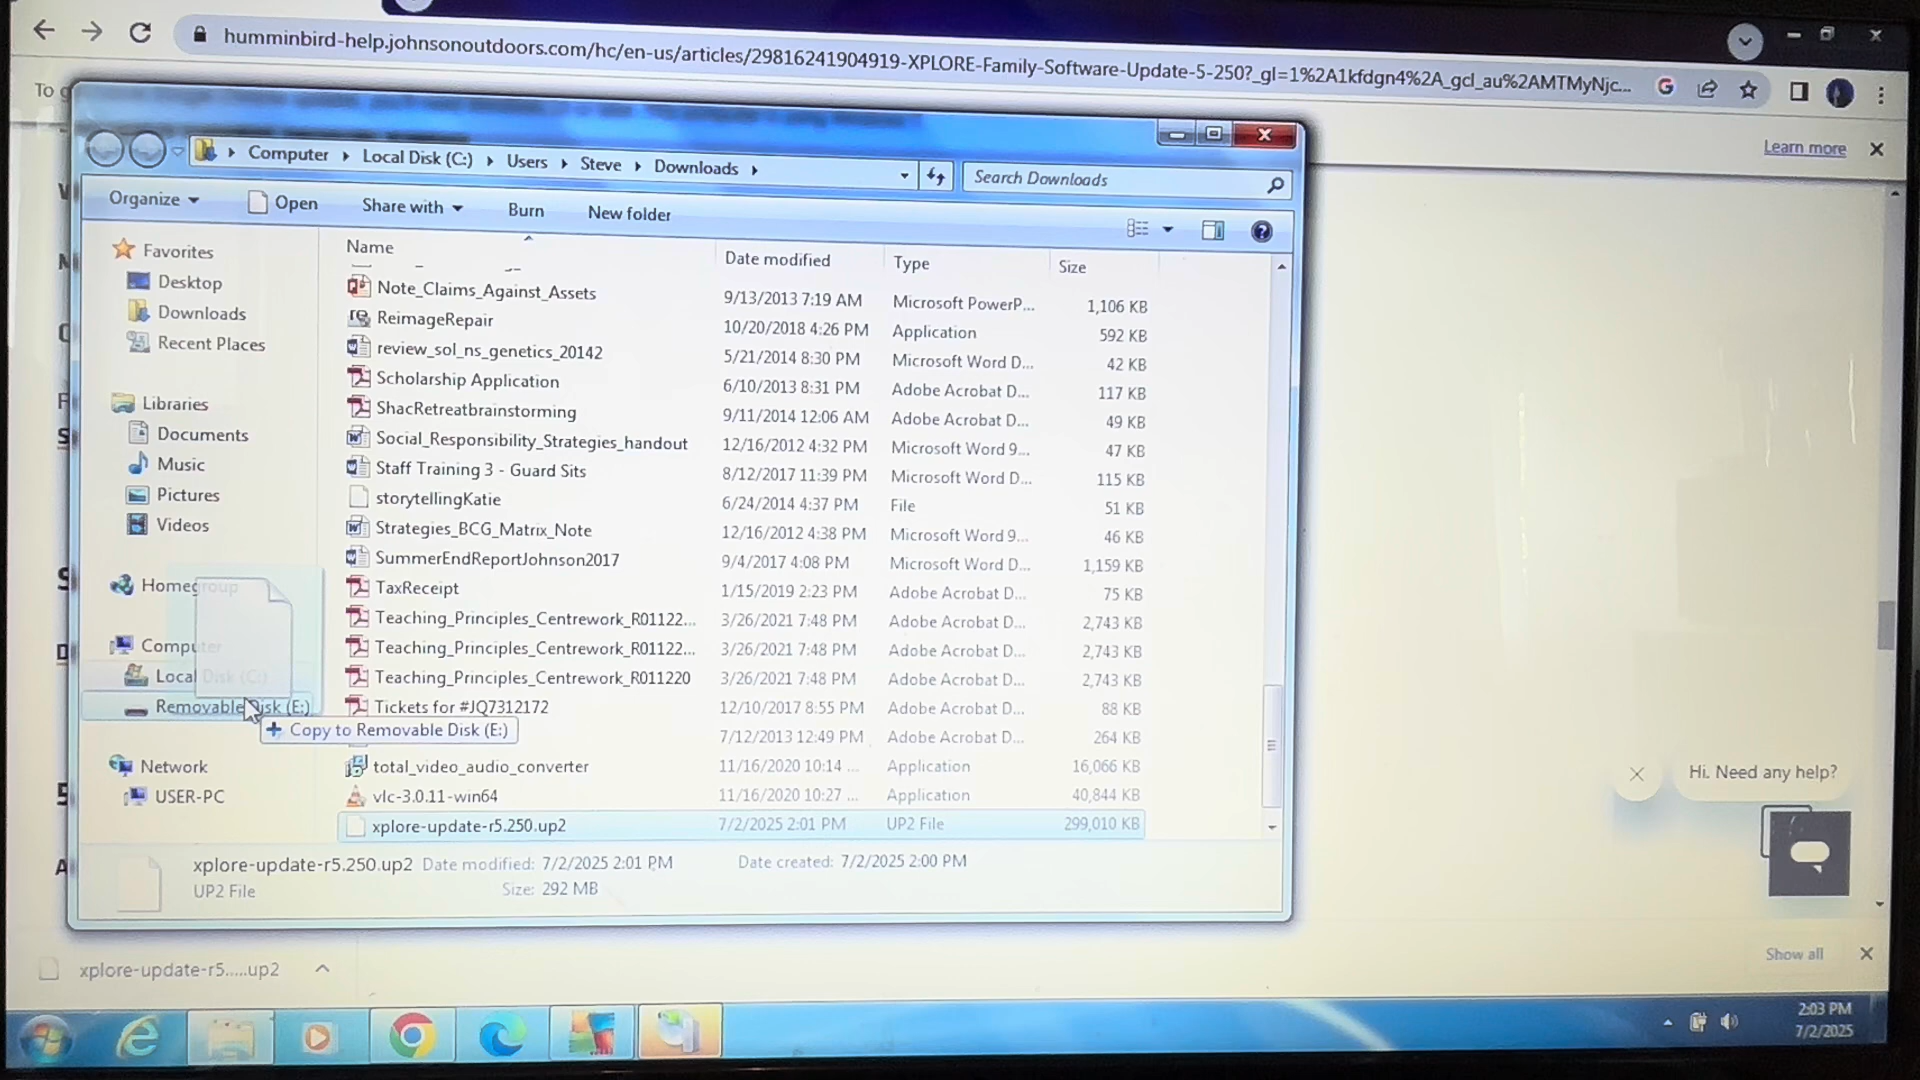 humminbird-help.johnsonoutdoors.com/hc/en-us/articles/29816241904919-XPLORE-Family-Software-Update-5-250?_gl=1%2A1kfdgn4%2A_gcl_au%2AMTMyNjc...
To
Learn more
Computer Local Disk (C:) Users Steve Downloads
Search Downloads
Organize Open Share with Burn New folder
Name Date modified Type Size
Favorites
Desktop
Downloads
Recent Places
Libraries
Documents
Music
Pictures
Videos
Homegroup
Computer
Local Disk (C:)
Removable Disk (E:)
Network
USER-PC
Note_Claims_Against_Assets 9/13/2013 7:19 AM Microsoft PowerP... 1,106 KB
ReimageRepair 10/20/2018 4:26 PM Application 592 KB
review_sol_ns_genetics_20142 5/21/2014 8:30 PM Microsoft Word D... 42 KB
Scholarship Application 6/10/2013 8:31 PM Adobe Acrobat D... 117 KB
ShacRetreatbrainstorming 9/11/2014 12:06 AM Adobe Acrobat D... 49 KB
Social_Responsibility_Strategies_handout 12/16/2012 4:32 PM Microsoft Word 9... 47 KB
Staff Training 3 - Guard Sits 8/12/2017 11:39 PM Microsoft Word D... 115 KB
storytellingKatie 6/24/2014 4:37 PM File 51 KB
Strategies_BCG_Matrix_Note 12/16/2012 4:38 PM Microsoft Word 9... 46 KB
SummerEndReportJohnson2017 9/4/2017 4:08 PM Microsoft Word D... 1,159 KB
TaxReceipt 1/15/2019 2:23 PM Adobe Acrobat D... 75 KB
Teaching_Principles_Centrework_R01122... 3/26/2021 7:48 PM Adobe Acrobat D... 2,743 KB
Teaching_Principles_Centrework_R01122... 3/26/2021 7:48 PM Adobe Acrobat D... 2,743 KB
Teaching_Principles_Centrework_R011220 3/26/2021 7:48 PM Adobe Acrobat D... 2,743 KB
Tickets for #JQ7312172 12/10/2017 8:55 PM Adobe Acrobat D... 88 KB
Copy to Removable Disk (E:) 7/12/2013 12:49 PM Adobe Acrobat D... 264 KB
total_video_audio_converter 11/16/2020 10:14 ... Application 16,066 KB
vlc-3.0.11-win64 11/16/2020 10:27 ... Application 40,844 KB
xplore-update-r5.250.up2 7/2/2025 2:01 PM UP2 File 299,010 KB
xplore-update-r5.250.up2 Date modified: 7/2/2025 2:01 PM Date created: 7/2/2025 2:00 PM
UP2 File Size: 292 MB
Hi. Need any help?
xplore-update-r5.....up2
Show all
2:03 PM
7/2/2025